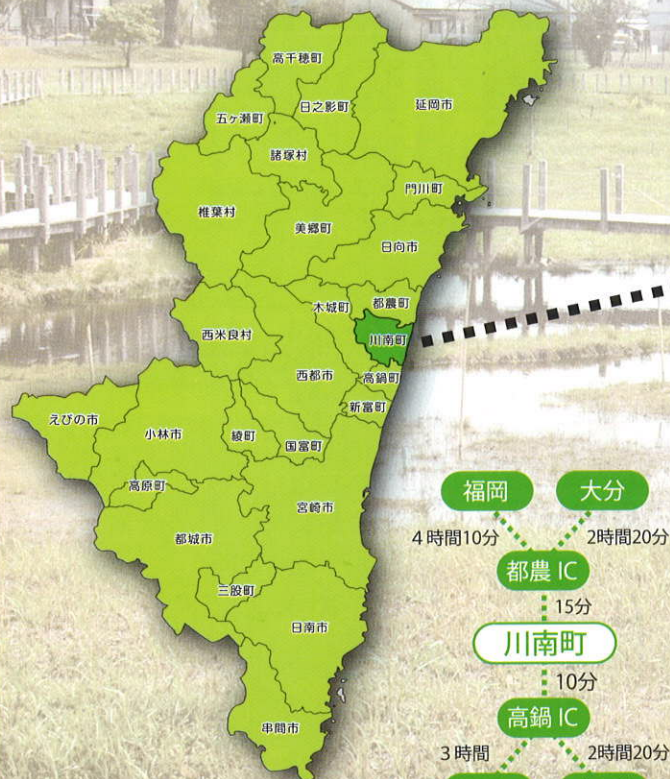 高千穂町
日之影町
延岡市
五ヶ瀬町
諸塚村
門川町
椎葉村
美郷町
日向市
木城町
都農町
西米良村
川南町
西都市
高鍋町
新富町
えびの市
小林市
綾町
国富町
高原町
宮崎市
都城市
三股町
日南市
串間市
福岡
大分
4時間10分
2時間20分
都農 IC
15分
川南町
10分
高鍋 IC
3時間
2時間20分